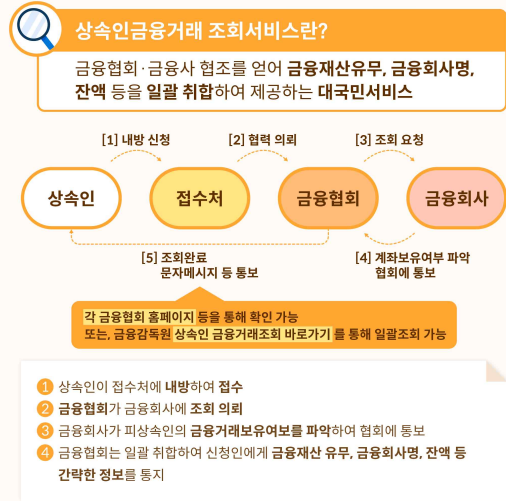 상속인금융거래 조회서비스란?
금융협회·금융사 협조를 얻어 금융재산유무, 금융회사명,
잔액 등을 일괄 취합하여 제공하는 대국민서비스
[1] 내방 신청
[2] 협력 의뢰
[3] 조회 요청
상속인
접수처
금융협회
금융회사
[5] 조회완료
문자메시지 등 통보
[4] 계좌보유여부 파악
협회에 통보
각 금융협회 홈페이지 등을 통해 확인 가능
또는, 금융감독원 상속인 금융거래조회 바로가기 를 통해 일괄조회 가능
1 상속인이 접수처에 내방하여 접수
2 금융협회가 금융회사에 조회 의뢰
3 금융회사가 피상속인의 금융거래보유여보를 파악하여 협회에 통보
4 금융협회는 일괄 취합하여 신청인에게 금융재산 유무, 금융회사명, 잔액 등
간략한 정보를 통지